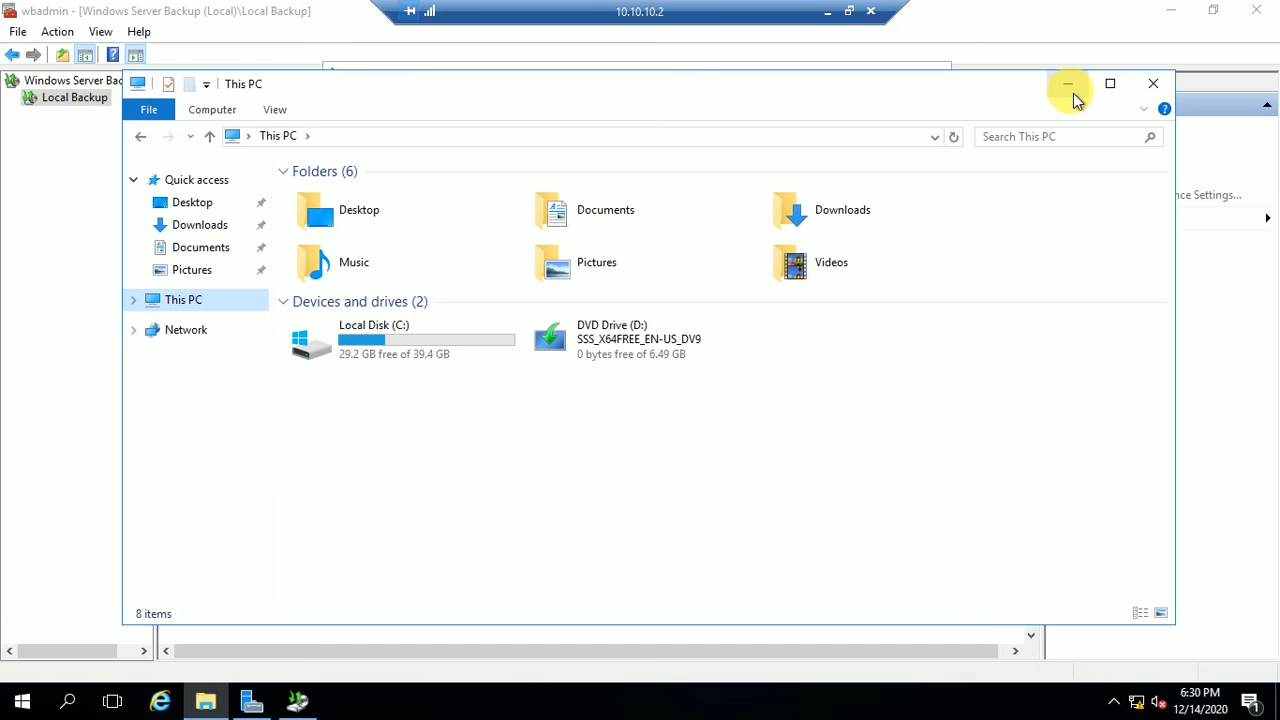 wbadmin - [Windows Server Backup (Local)\Local Backup]
10.10.10.2
File Action View Help
Windows Server Bac
Local Backup
This PC
File Computer View
This PC
Search This PC
Quick access
Desktop
Downloads
Documents
Pictures
This PC
Network
Folders (6)
Desktop
Documents
Downloads
Music
Pictures
Videos
Devices and drives (2)
Local Disk (C:)
29.2 GB free of 39.4 GB
DVD Drive (D:)
SSS_X64FREE_EN-US_DV9
0 bytes free of 6.49 GB
nce Settings...
8 items
6:30 PM
12/14/2020
1